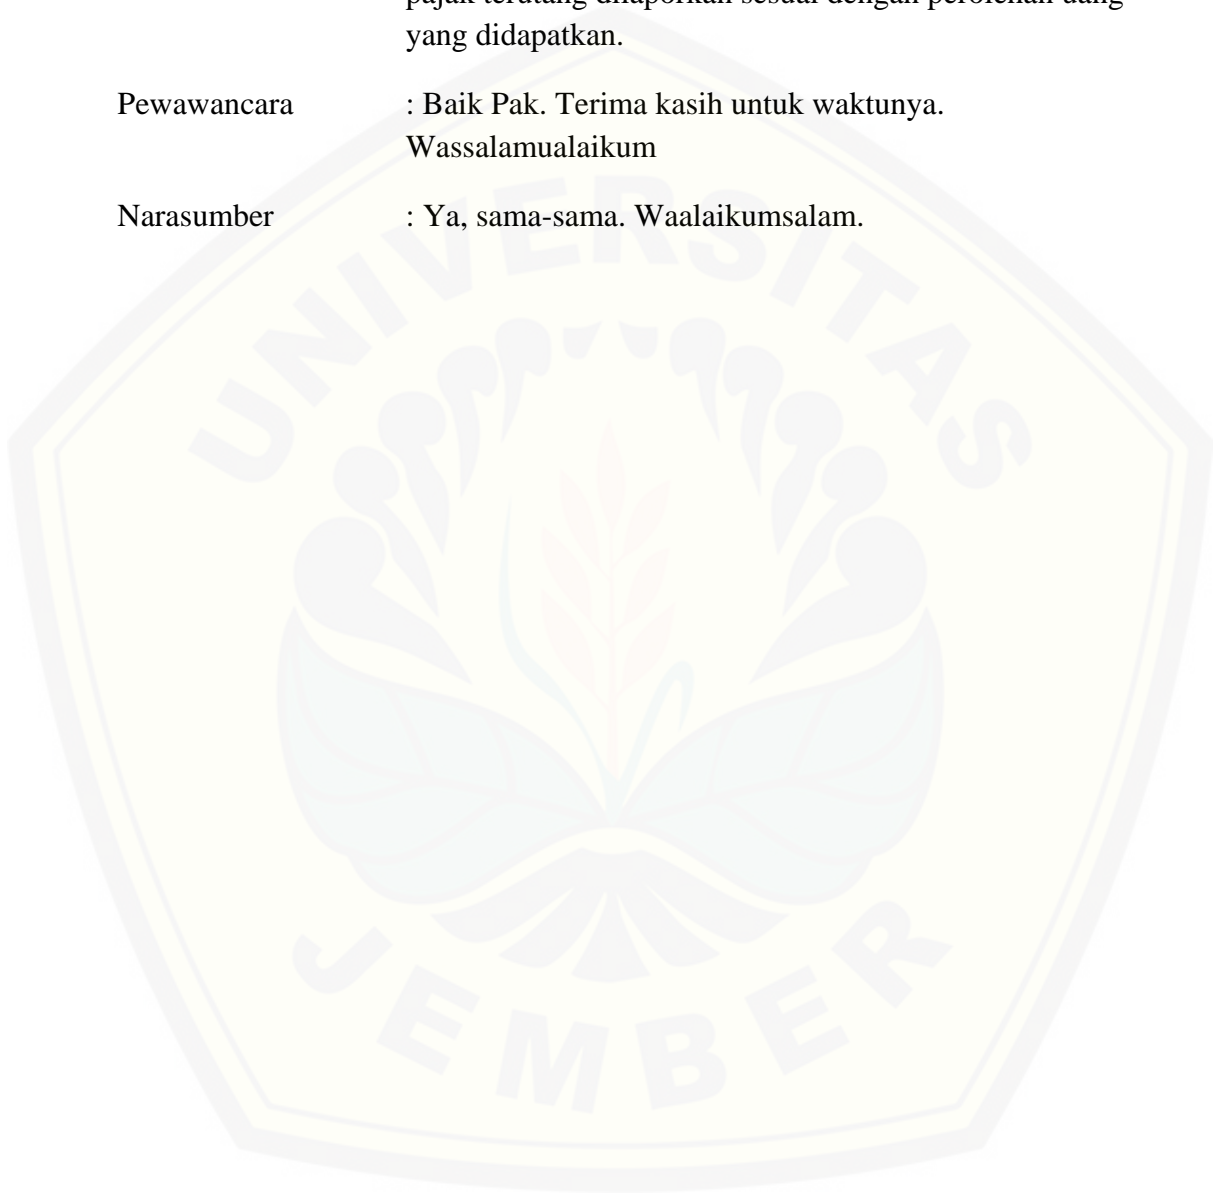 pajak terutang dilaporkan sesuai dengan perolehan uang
yang didapatkan.
Pewawancara : Baik Pak. Terima kasih untuk waktunya.
Wassalamualaikum
Narasumber : Ya, sama-sama. Waalaikumsalam.
UNIVERSITAS
JEMBER